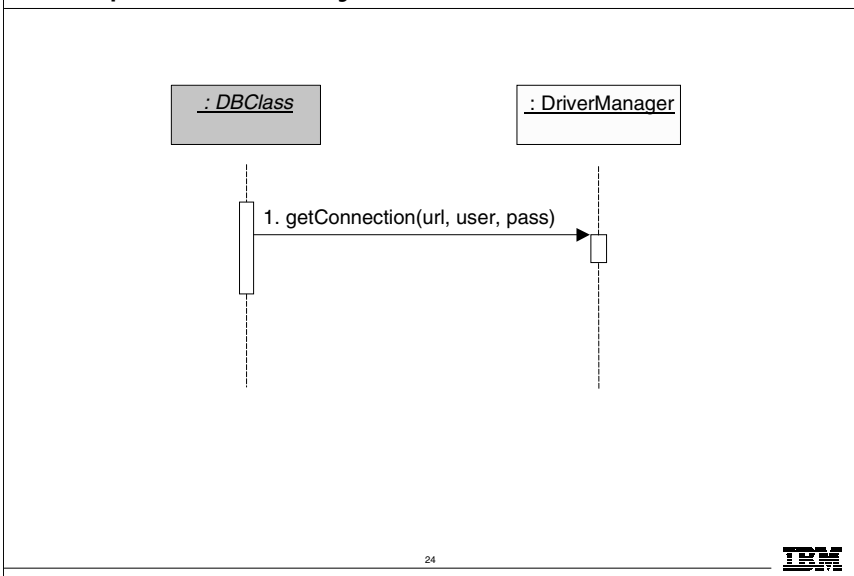 : DBClass
: DriverManager
1. getConnection(url, user, pass)
24
IBM